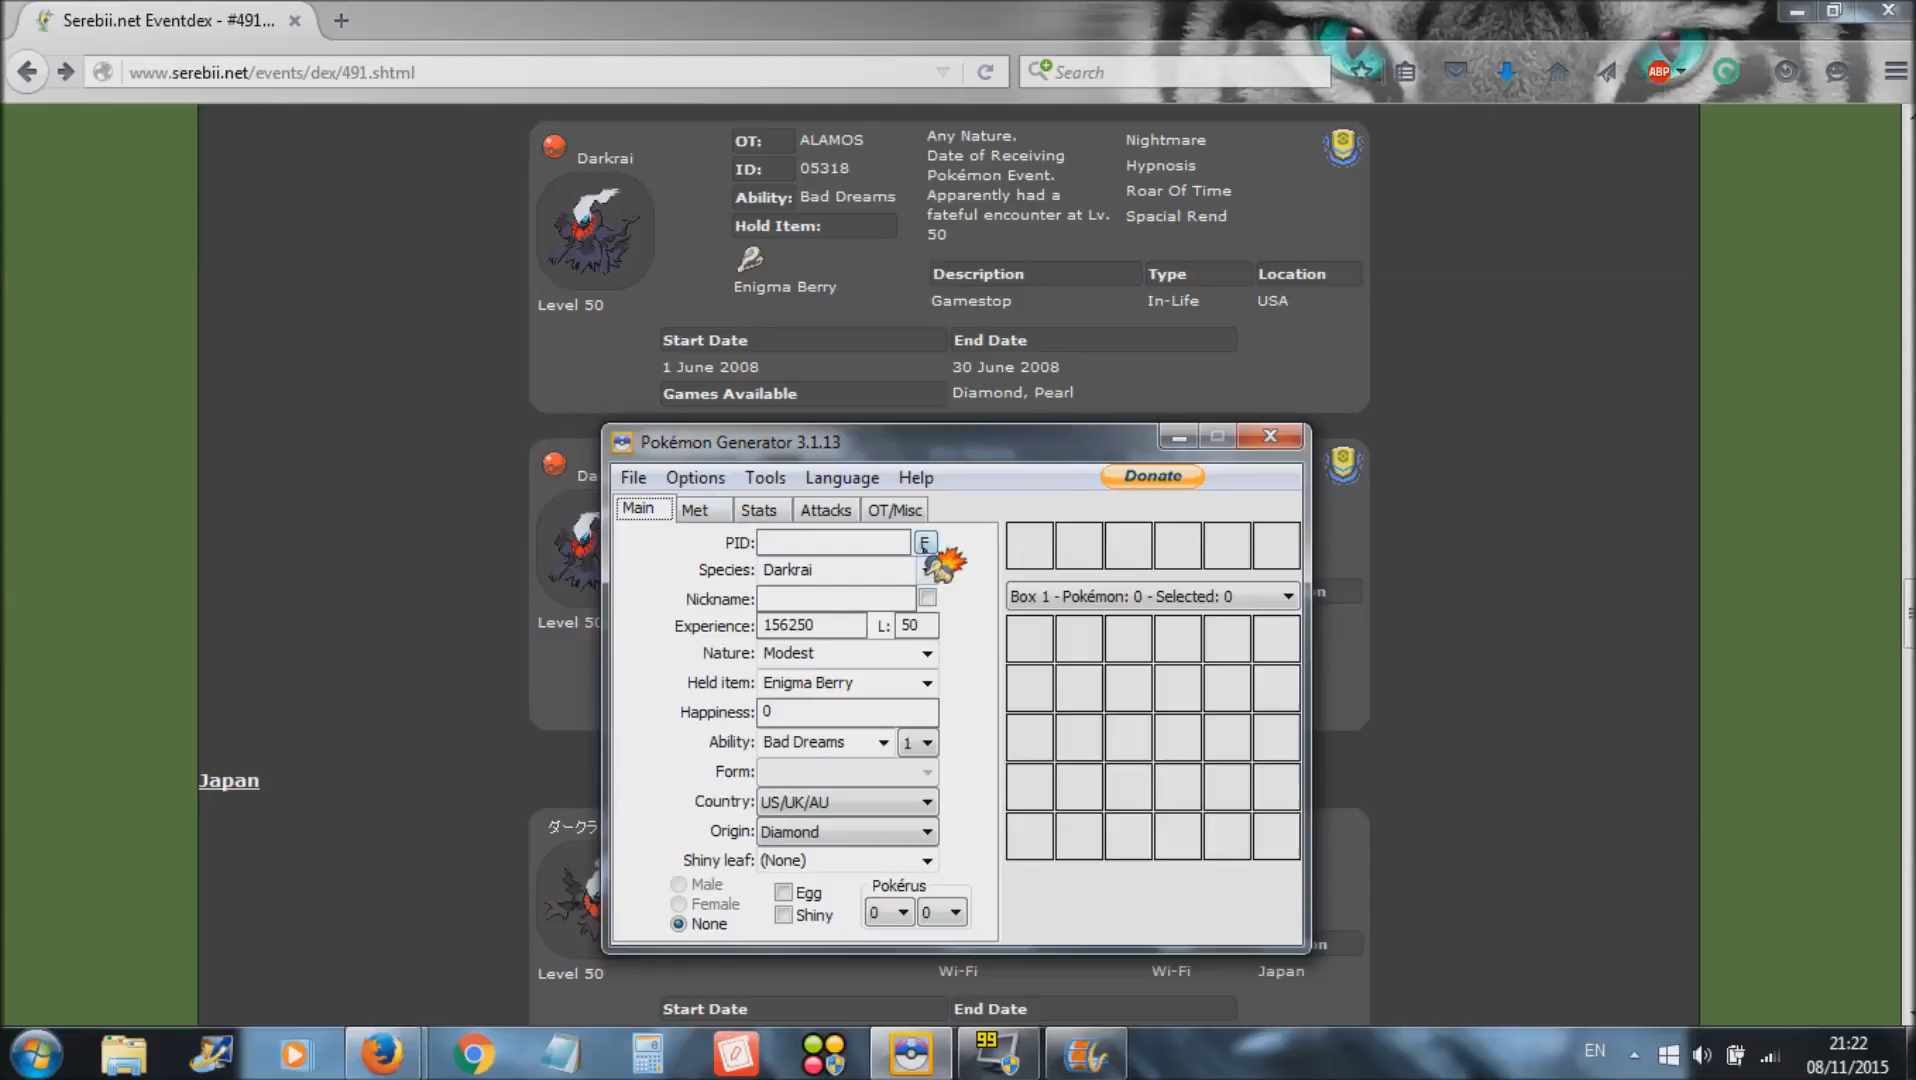 Serebii.net Eventdex - #491...
www.serebii.net/events/dex/491.shtml
Search
ABP
Darkrai
OT: ALAMOS
ID: 05318
Ability: Bad Dreams
Hold Item:
Enigma Berry
Level 50
Any Nature.
Date of Receiving
Pokémon Event.
Apparently had a
fateful encounter at Lv.
50
Nightmare
Hypnosis
Roar Of Time
Spacial Rend
Description Type Location
Gamestop In-Life USA
Start Date End Date
1 June 2008 30 June 2008
Games Available Diamond, Pearl
Da
Level 50
Pokémon Generator 3.1.13
File Options Tools Language Help Donate
Main Met Stats Attacks OT/Misc
PID:
Species: Darkrai
Nickname:
Experience: 156250 L: 50
Nature: Modest
Held item: Enigma Berry
Happiness: 0
Ability: Bad Dreams 1
Form:
Country: US/UK/AU
Origin: Diamond
Shiny leaf: (None)
Male
Female
None
Egg
Shiny
Pokérus
0 0
Box 1 - Pokémon: 0 - Selected: 0
n
Japan
ダークラ
n
Level 50
Wi-Fi Wi-Fi Japan
Start Date End Date
99
EN
21:22
08/11/2015